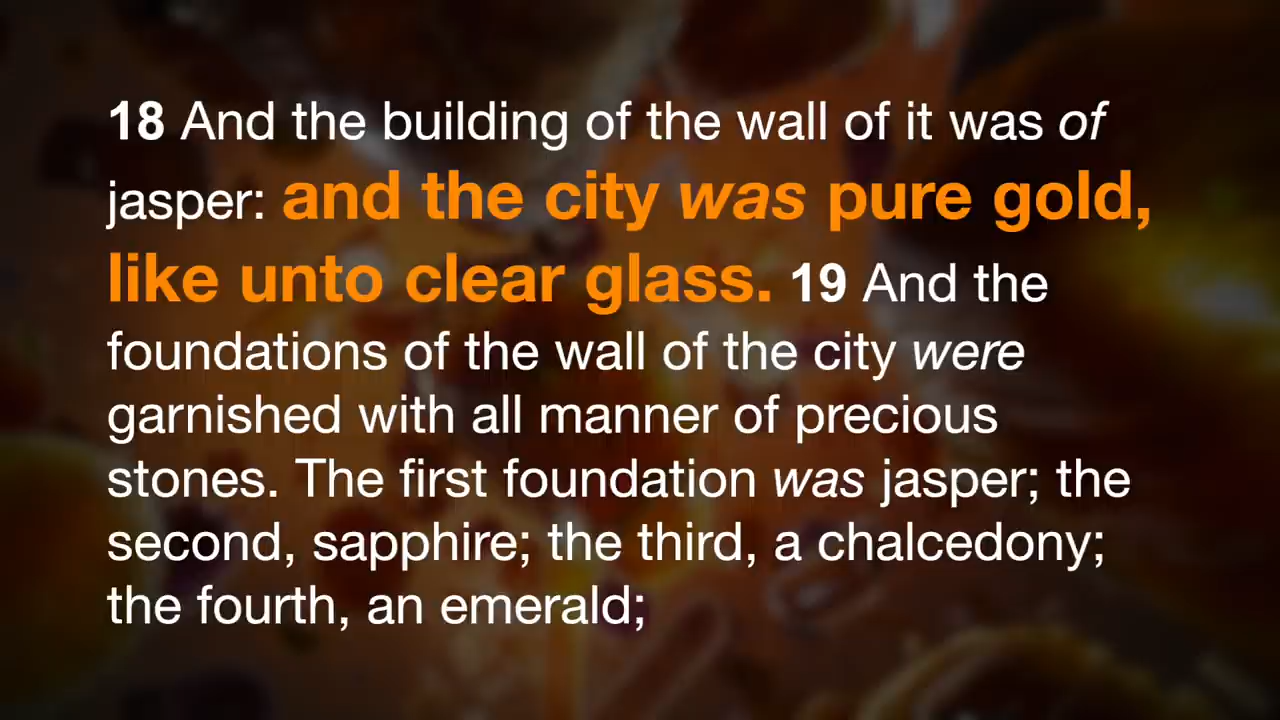 18 And the building of the wall of it was of
jasper: and the city was pure gold,
like unto clear glass. 19 And the
foundations of the wall of the city were
garnished with all manner of precious
stones. The first foundation was jasper; the
second, sapphire; the third, a chalcedony;
the fourth, an emerald;